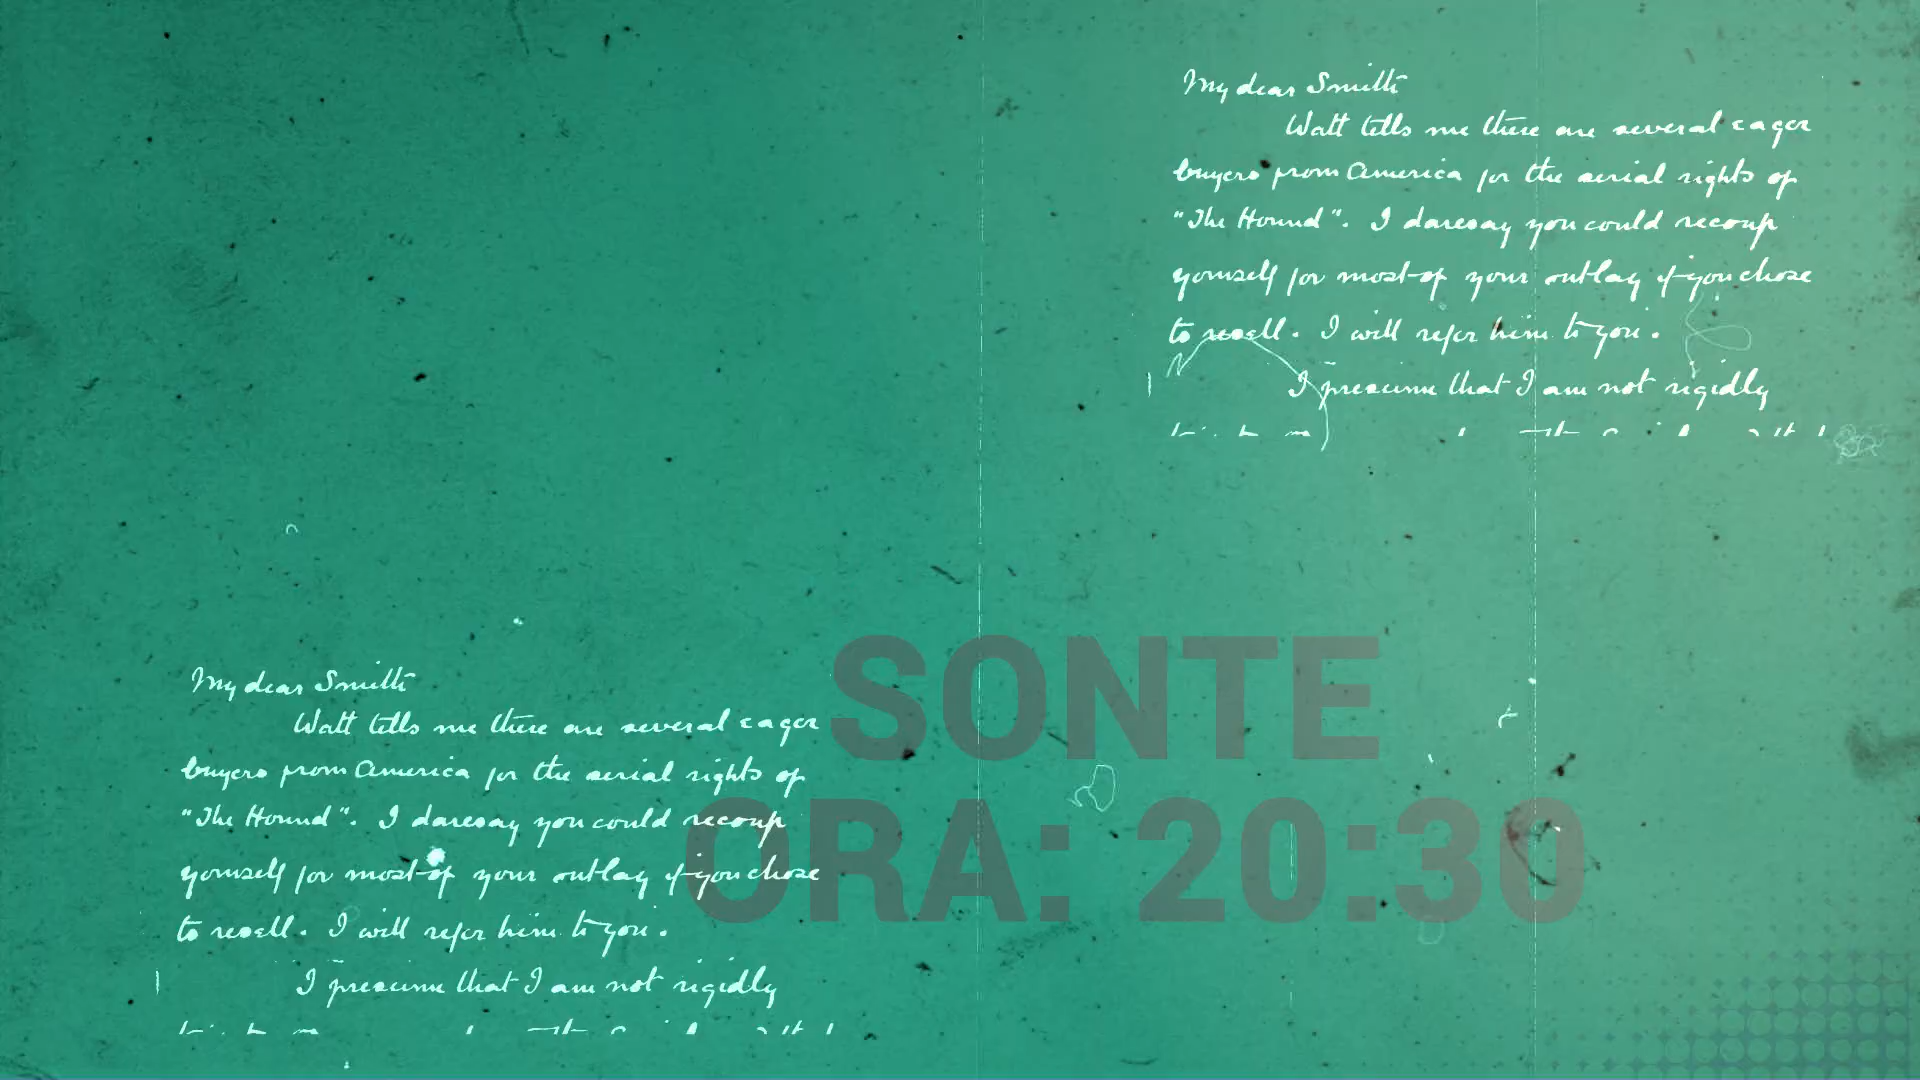 My dear Smith
Watt tells me there are several eager
buyers from America for the serial rights of
"The Hound". I daresay you could recoup
yourself for most of your outlay if you chose
to resell. I will refer him to you.
I presume that I am not rigidly
SONTE
ORA: 20:30
My dear Smith
Watt tells me there are several eager
buyers from America for the serial rights of
"The Hound". I daresay you could recoup
yourself for most of your outlay if you chose
to resell. I will refer him to you.
I presume that I am not rigidly